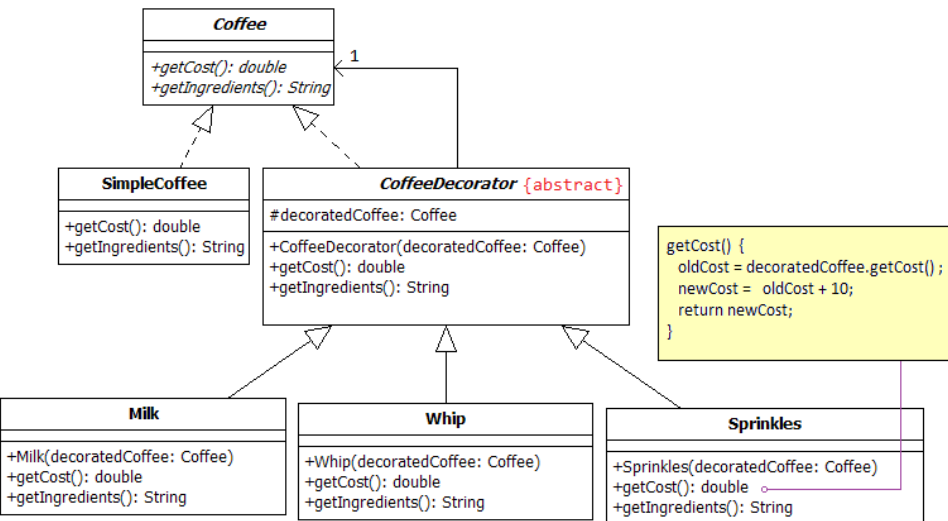 Coffee
+getCost(): double
+getIngredients(): String
1
SimpleCoffee
+getCost(): double
+getIngredients(): String
CoffeeDecorator {abstract}
#decoratedCoffee: Coffee
+CoffeeDecorator(decoratedCoffee: Coffee)
+getCost(): double
+getIngredients(): String
getCost() {
oldCost = decoratedCoffee.getCost() ;
newCost = oldCost + 10;
return newCost;
}
Milk
+Milk(decoratedCoffee: Coffee)
+getCost(): double
+getIngredients(): String
Whip
+Whip(decoratedCoffee: Coffee)
+getCost(): double
+getIngredients(): String
Sprinkles
+Sprinkles(decoratedCoffee: Coffee)
+getCost(): double
+getIngredients(): String